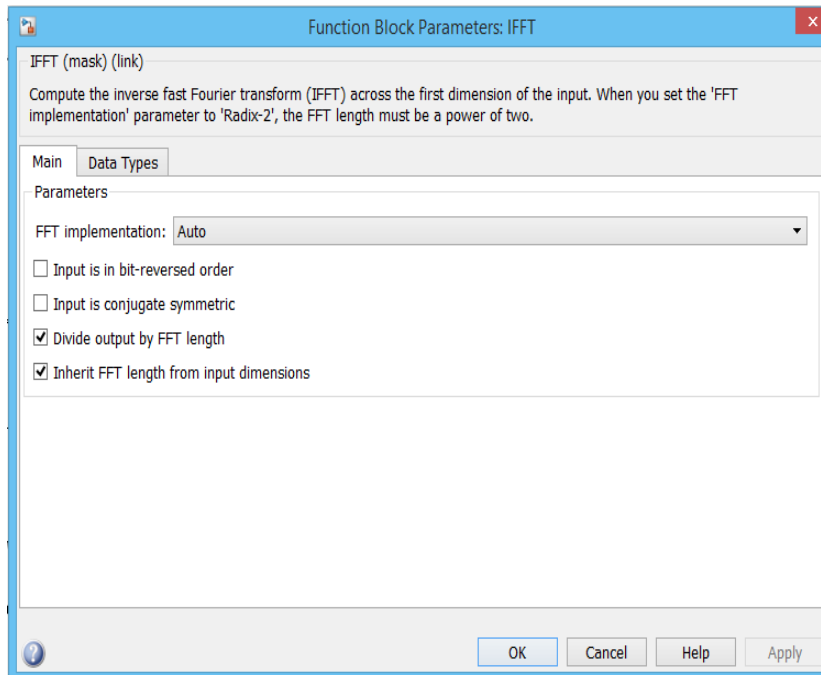 Function Block Parameters: IFFT
x
IFFT (mask) (link)
Compute the inverse fast Fourier transform (IFFT) across the first dimension of the input. When you set the 'FFT
implementation' parameter to 'Radix-2', the FFT length must be a power of two.
Main Data Types
Parameters
FFT implementation: Auto
Input is in bit-reversed order
Input is conjugate symmetric
Divide output by FFT length
Inherit FFT length from input dimensions
? OK Cancel Help Apply